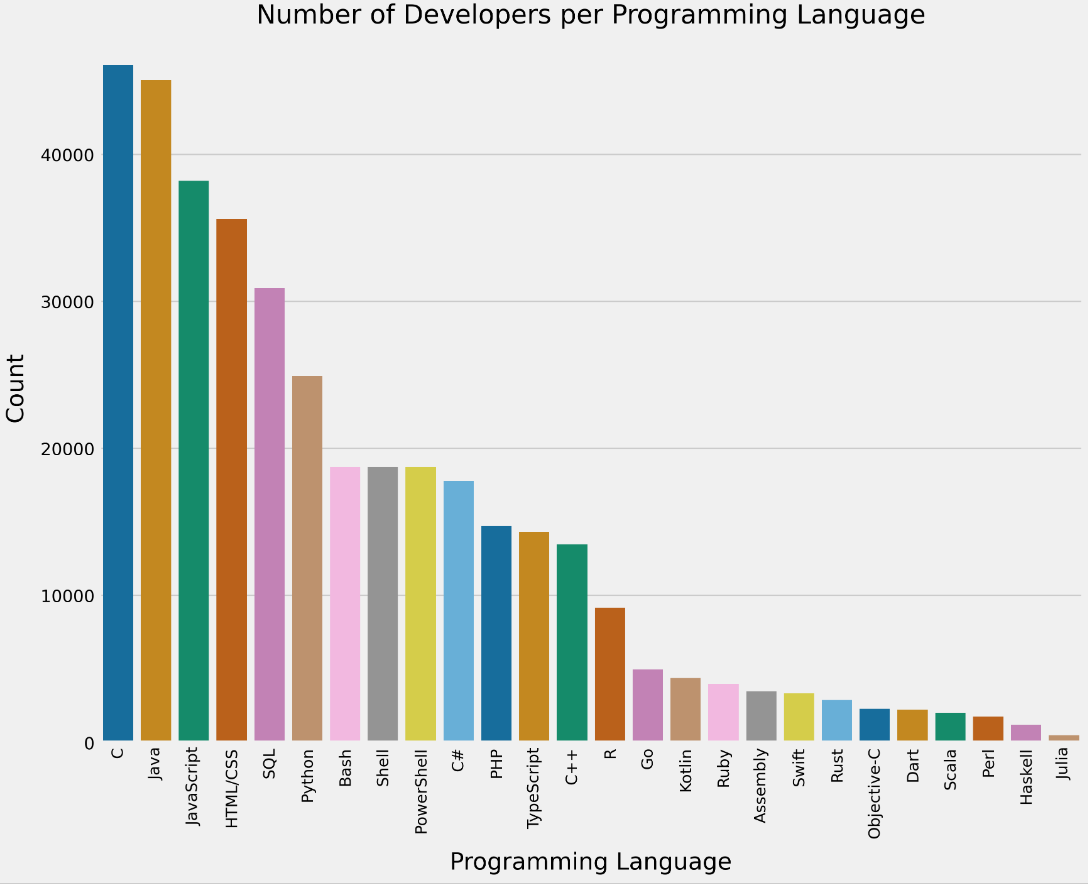 Number of Developers per Programming Language
Count
40000
30000
20000
10000
0
C
Java
JavaScript
HTML/CSS
SQL
Python
Bash
Shell
PowerShell
C#
PHP
TypeScript
C++
R
Go
Kotlin
Ruby
Assembly
Swift
Rust
Objective-C
Dart
Scala
Perl
Haskell
Julia
Programming Language